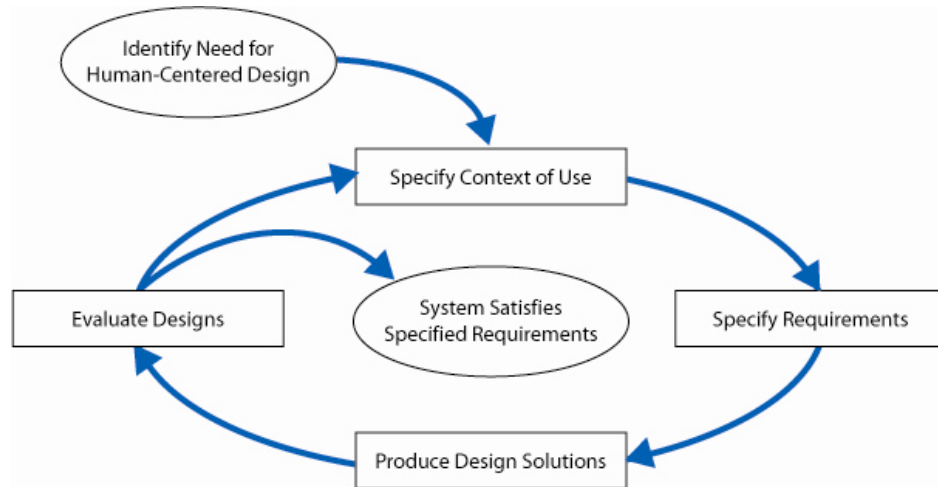 Identify Need for
Human-Centered Design
Specify Context of Use
Evaluate Designs
System Satisfies
Specified Requirements
Specify Requirements
Produce Design Solutions